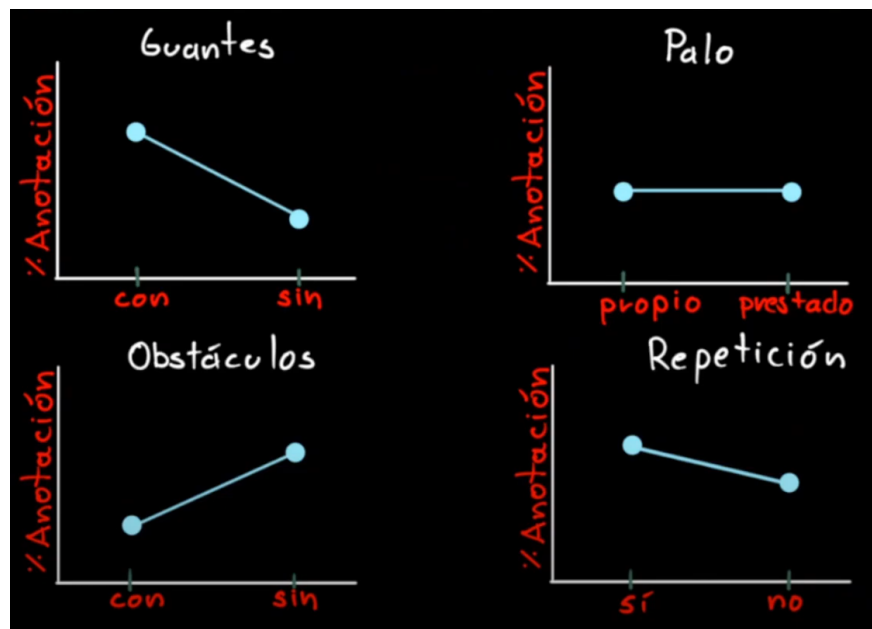 Guantes
% Anotación
con sin
Palo
% Anotación
propio prestado
Obstáculos
% Anotación
con sin
Repetición
% Anotación
sí no